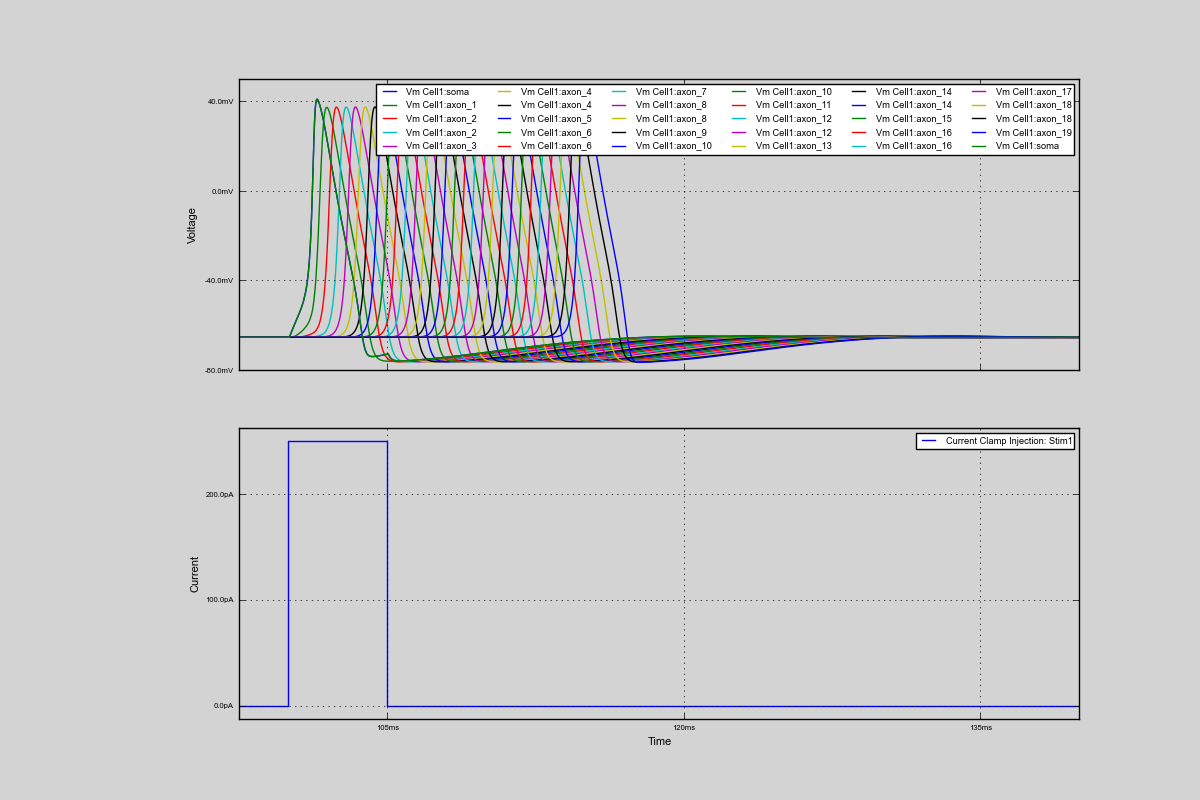 40.0mV
0.0mV
-40.0mV
-80.0mV
Voltage
Vm Cell1:soma Vm Cell1:axon_4 Vm Cell1:axon_7 Vm Cell1:axon_10 Vm Cell1:axon_14 Vm Cell1:axon_17
Vm Cell1:axon_1 Vm Cell1:axon_4 Vm Cell1:axon_8 Vm Cell1:axon_11 Vm Cell1:axon_14 Vm Cell1:axon_18
Vm Cell1:axon_2 Vm Cell1:axon_5 Vm Cell1:axon_8 Vm Cell1:axon_12 Vm Cell1:axon_15 Vm Cell1:axon_18
Vm Cell1:axon_2 Vm Cell1:axon_6 Vm Cell1:axon_9 Vm Cell1:axon_12 Vm Cell1:axon_16 Vm Cell1:axon_19
Vm Cell1:axon_3 Vm Cell1:axon_6 Vm Cell1:axon_10 Vm Cell1:axon_13 Vm Cell1:axon_16 Vm Cell1:soma
Current Clamp Injection: Stim1
200.0pA
100.0pA
0.0pA
Current
105ms 120ms 135ms
Time